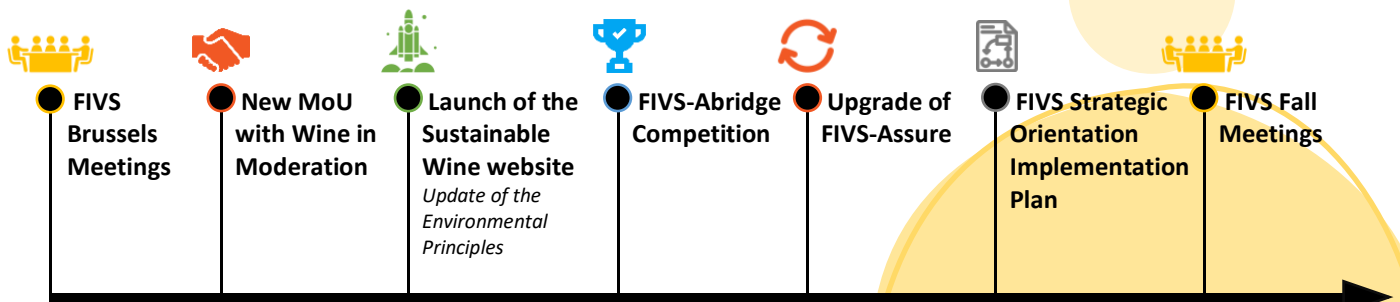 FIVS
Brussels
Meetings
New MoU
with Wine in
Moderation
Launch of the
Sustainable
Wine website
Update of the
Environmental
Principles
FIVS-Abridge
Competition
Upgrade of
FIVS-Assure
FIVS Strategic
Orientation
Implementation
Plan
FIVS Fall
Meetings